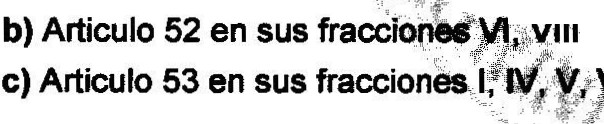 b) Articulo 52 en sus fracciones VI, VIII
c) Articulo 53 en sus fracciones I, IV, V,